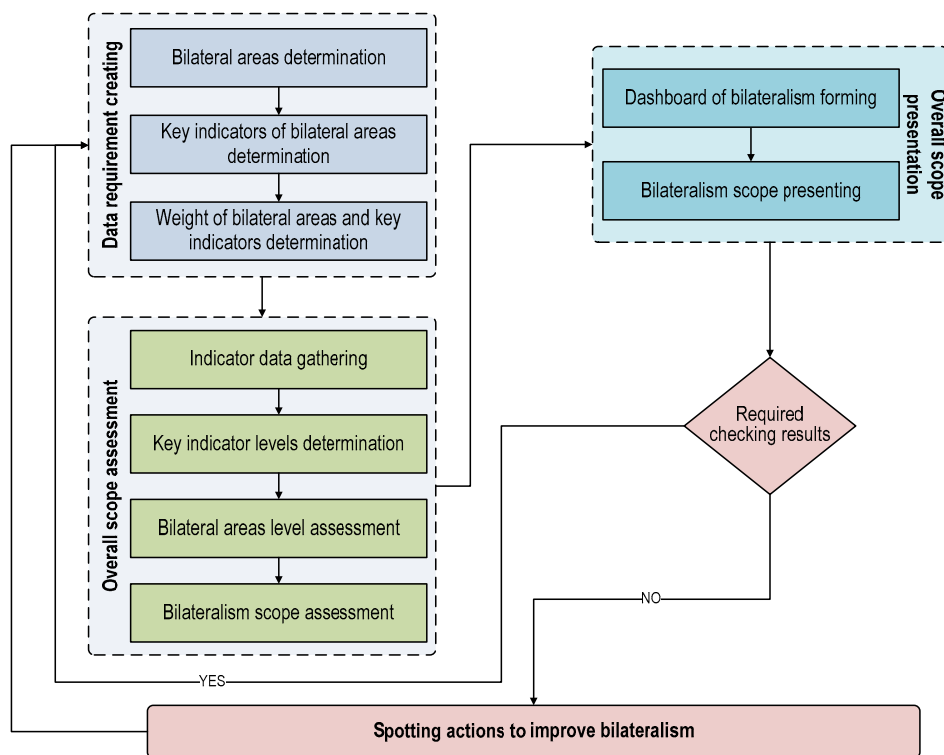 Data requirement creating
Bilateral areas determination
Key indicators of bilateral areas
determination
Weight of bilateral areas and key
indicators determination
Overall scope assessment
Indicator data gathering
Key indicator levels determination
Bilateral areas level assessment
Bilateralism scope assessment
Overall scope
presentation
Dashboard of bilateralism forming
Bilateralism scope presenting
Required
checking results
NO
YES
Spotting actions to improve bilateralism